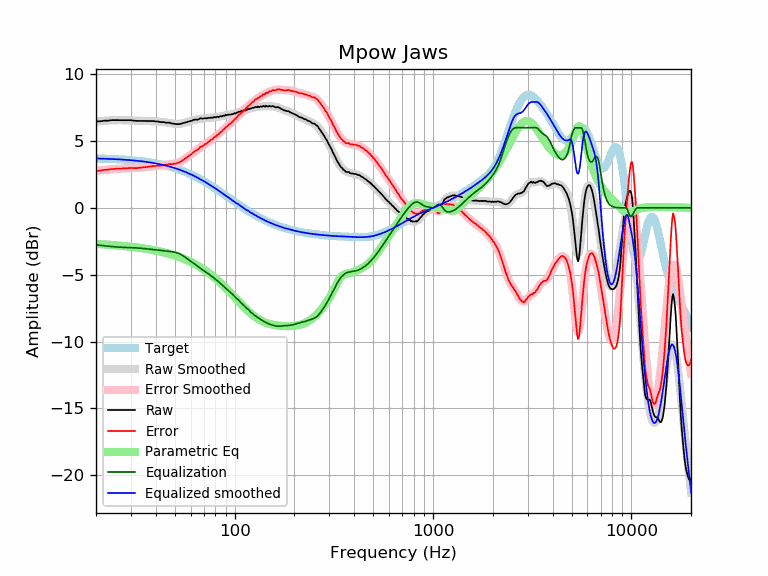 Mpow Jaws
Amplitude (dBr)
10
5
0
−5
−10
−15
−20
Target
Raw Smoothed
Error Smoothed
Raw
Error
Parametric Eq
Equalization
Equalized smoothed
100
1000
10000
Frequency (Hz)